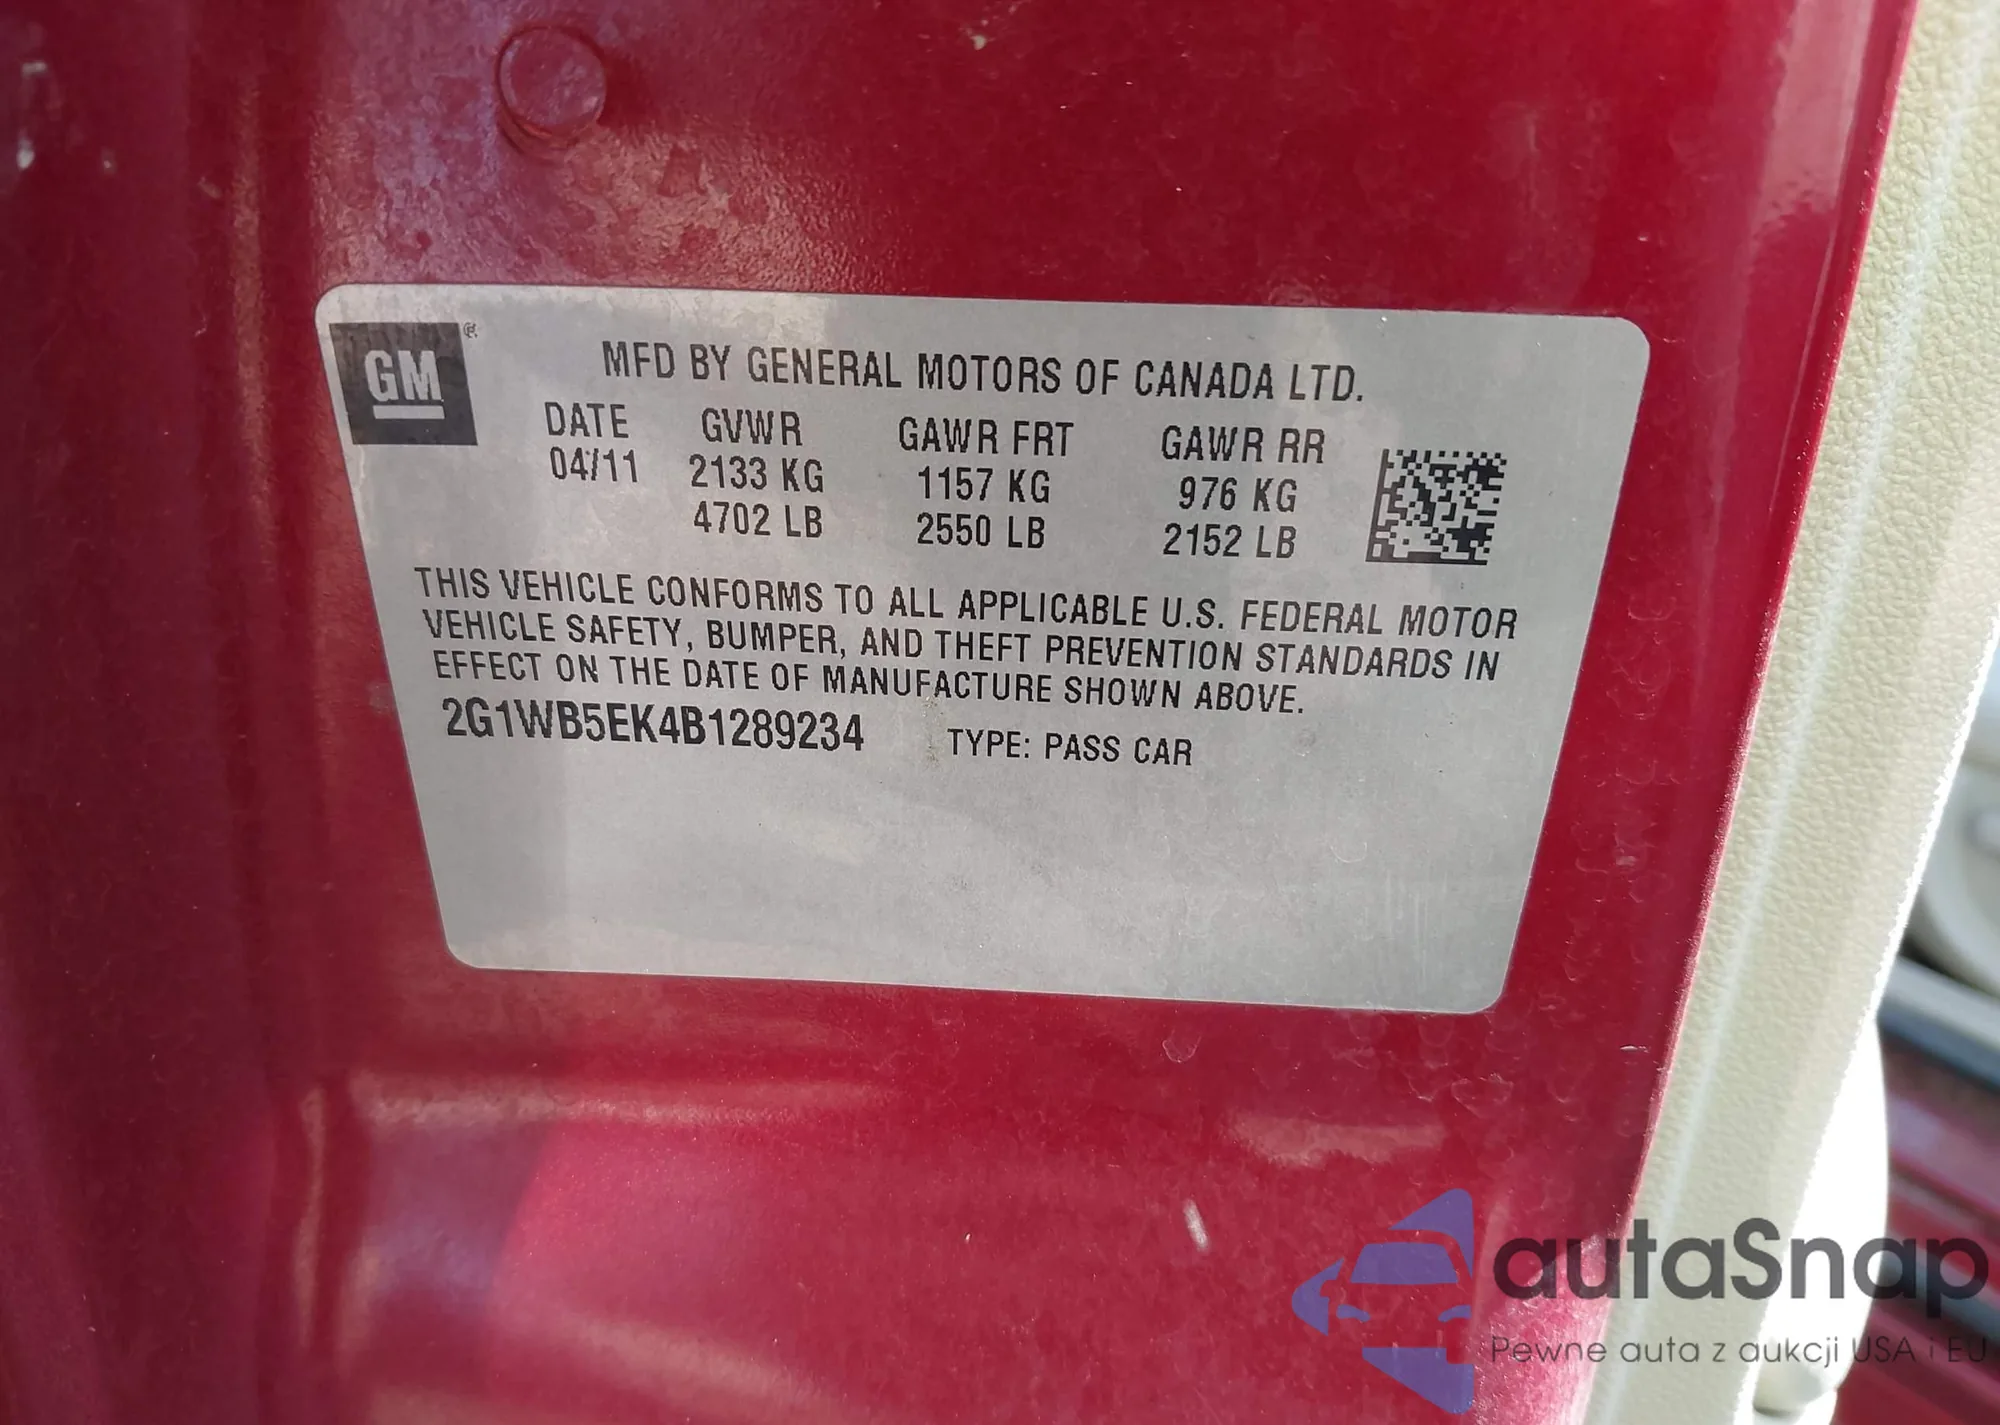 GM
MFD BY GENERAL MOTORS OF CANADA LTD.
DATE GVWR GAWR FRT GAWR RR
04/11 2133 KG 1157 KG 976 KG
4702 LB 2550 LB 2152 LB
THIS VEHICLE CONFORMS TO ALL APPLICABLE U.S. FEDERAL MOTOR
VEHICLE SAFETY, BUMPER, AND THEFT PREVENTION STANDARDS IN
EFFECT ON THE DATE OF MANUFACTURE SHOWN ABOVE.
2G1WB5EK4B1289234 TYPE: PASS CAR
autaSnap
Pewne auta z aukcji USA i EU